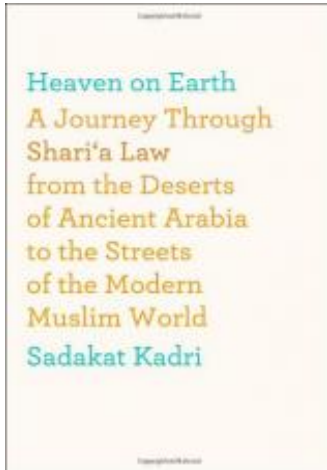 Heaven on Earth
A Journey Through
Shari‘a Law
from the Deserts
of Ancient Arabia
to the Streets
of the Modern
Muslim World
Sadakat Kadri